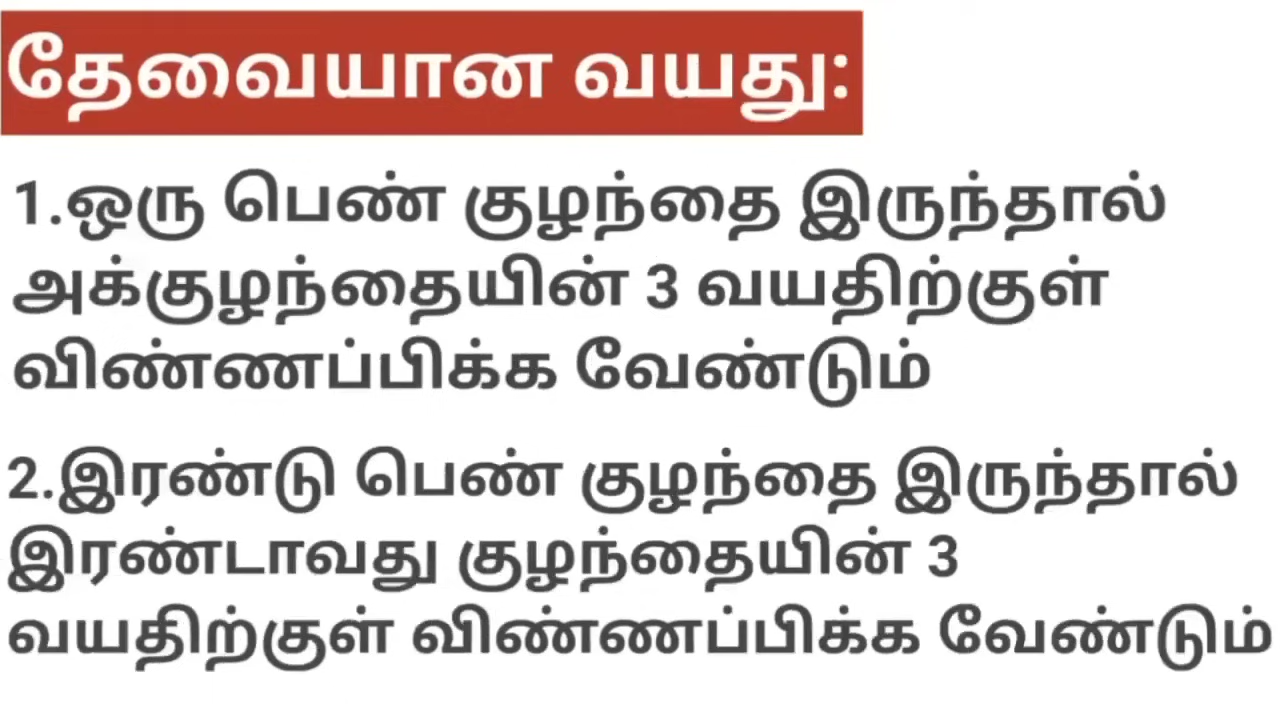 தேவையான வயது:
1.ஒரு பெண் குழந்தை இருந்தால்
அக்குழந்தையின் 3 வயதிற்குள்
விண்ணப்பிக்க வேண்டும்
2.இரண்டு பெண் குழந்தை இருந்தால்
இரண்டாவது குழந்தையின் 3
வயதிற்குள் விண்ணப்பிக்க வேண்டும்